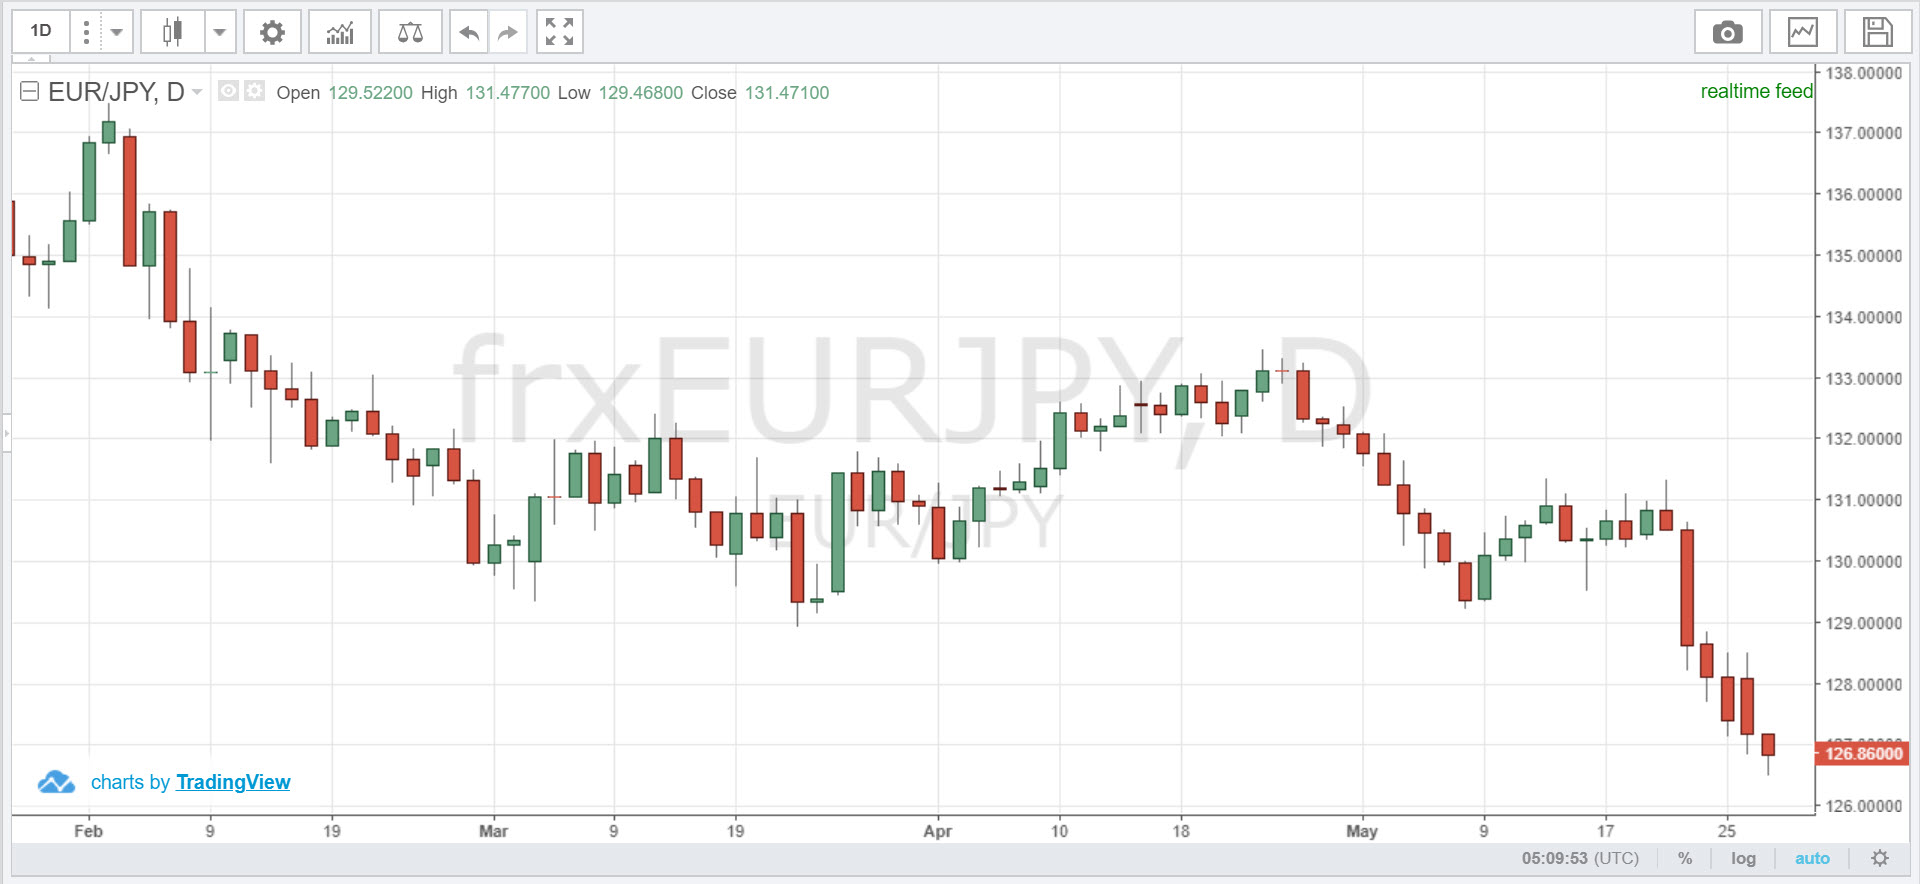 1D
EUR/JPY, D Open 129.52200 High 131.47700 Low 129.46800 Close 131.47100
realtime feed
frxEURJPY, D
EUR/JPY
138.00000
137.00000
136.00000
135.00000
134.00000
133.00000
132.00000
131.00000
130.00000
129.00000
128.00000
127.00000
126.86000
126.00000
charts by TradingView
Feb 9 19 Mar 9 19 Apr 10 18 May 9 17 25
05:09:53 (UTC) % log auto